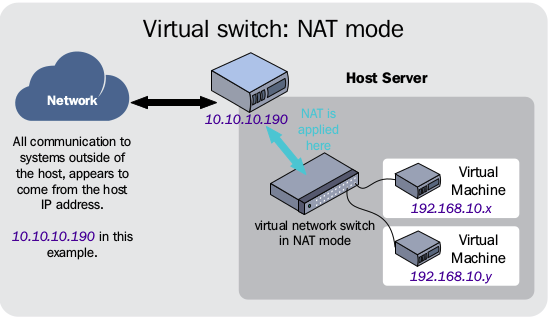 Virtual switch: NAT mode
Network
Host Server
10.10.10.190
NAT is
applied
here
All communication to
systems outside of
the host, appears to
come from the host
IP address.
10.10.10.190 in this
example.
virtual network switch
in NAT mode
Virtual
Machine
192.168.10.x
Virtual
Machine
192.168.10.y